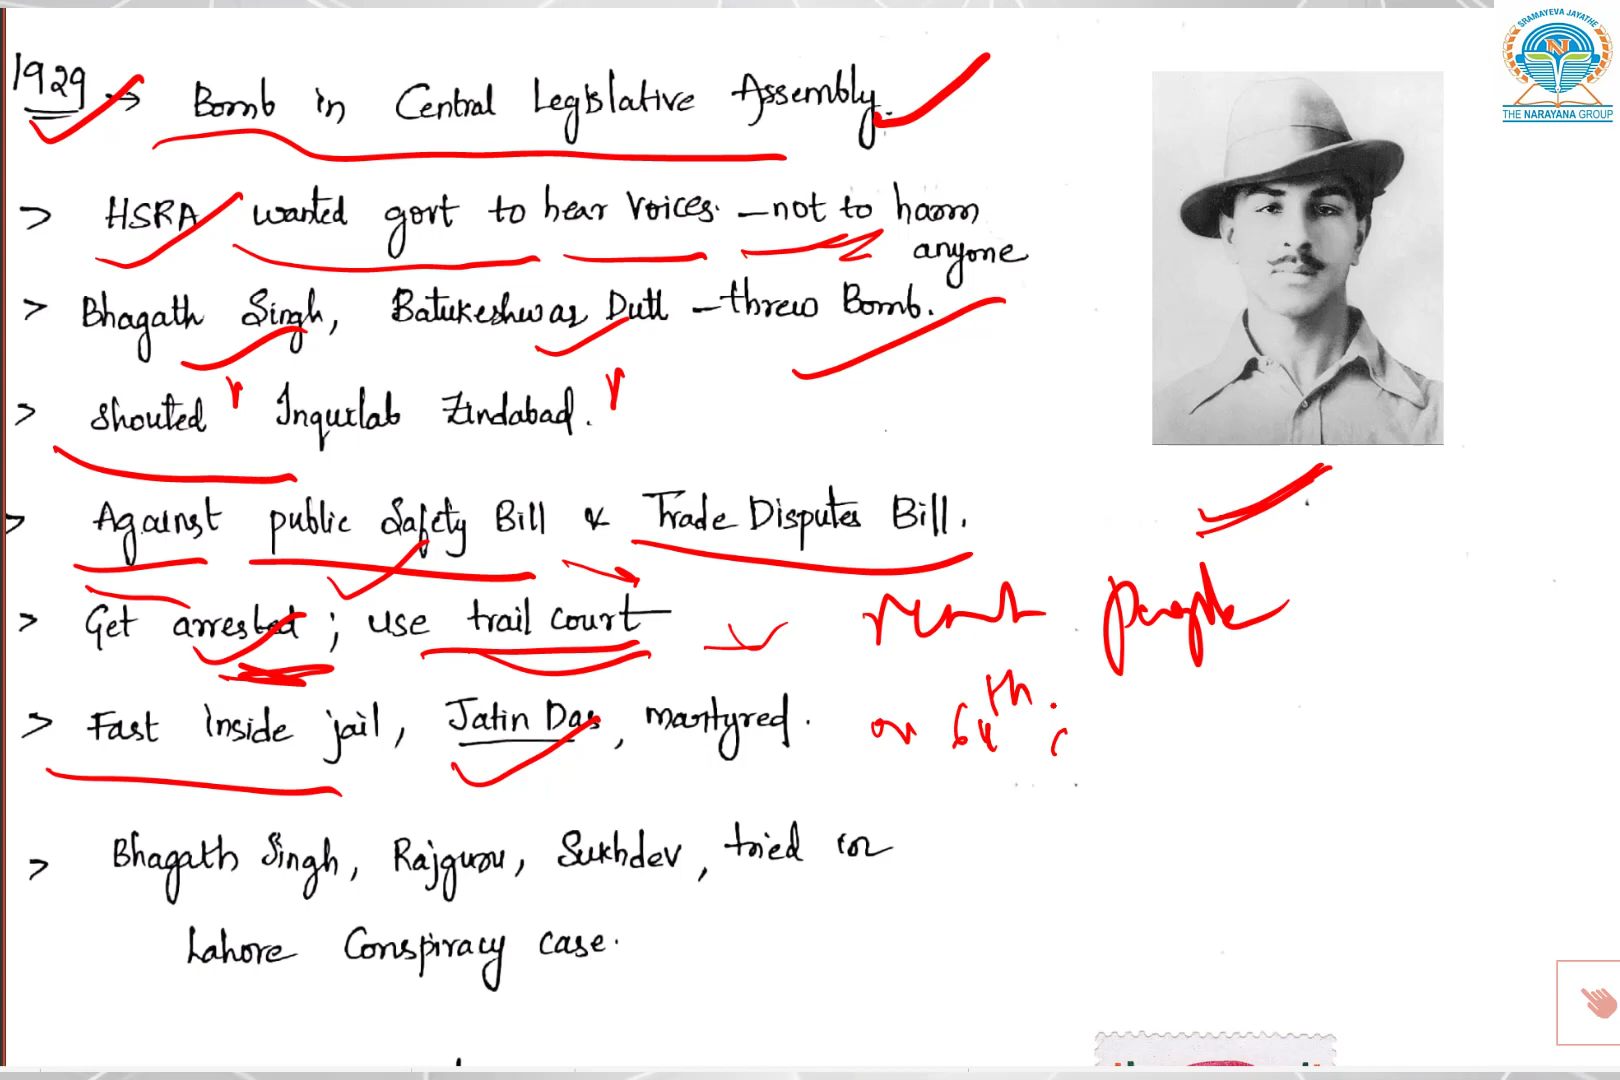 SRAMAYEVA JAYATHE
N
THE NARAYANA GROUP
1929 → Bomb in Central Legislative Assembly.
> HSRA wanted govt to hear voices. – not to harm
anyone
> Bhagath Singh, Batukeshwar Dutt – threw Bomb.
> Shouted Inquilab Zindabad.
> Against public Safety Bill & Trade Disputes Bill.
> Get arrested ; use trail court people
> Fast inside jail, Jatin Das, martyred. on 64th
> Bhagath Singh, Rajguru, Sukhdev, tried in
Lahore Conspiracy case.